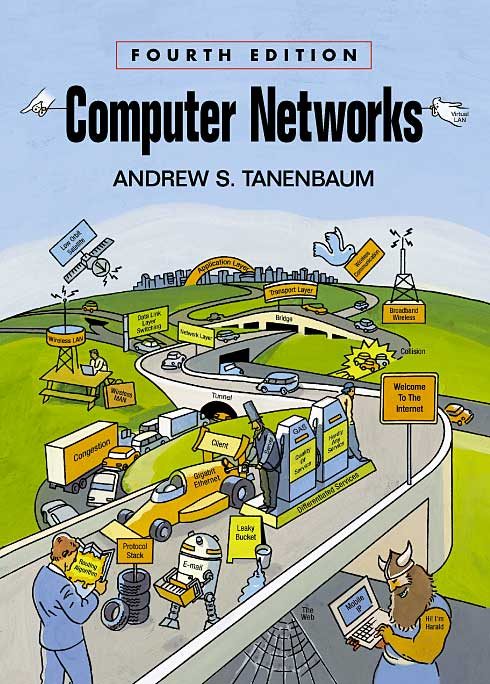 FOURTH EDITION
Computer Networks
Virtual
LAN
ANDREW S. TANENBAUM
Low Orbit
Satellite
Application Layer
Wireless
Communication
Transport Layer
Broadband
Wireless
Data Link
Layer
Switching
Bridge
Network Layer
Wireless LAN
Collision
Wireless
MAN
Tunnel
Welcome
To The
Internet
Congestion
Client
Server
GAS
Quality
Of
Service
Handy
Andy
Service
Gigabit
Ethernet
Differentiated Services
Leaky
Bucket
Routing
Algorithm
Protocol
Stack
E-mail
The
Web
Mobile
IP
Hi! I'm
Harald